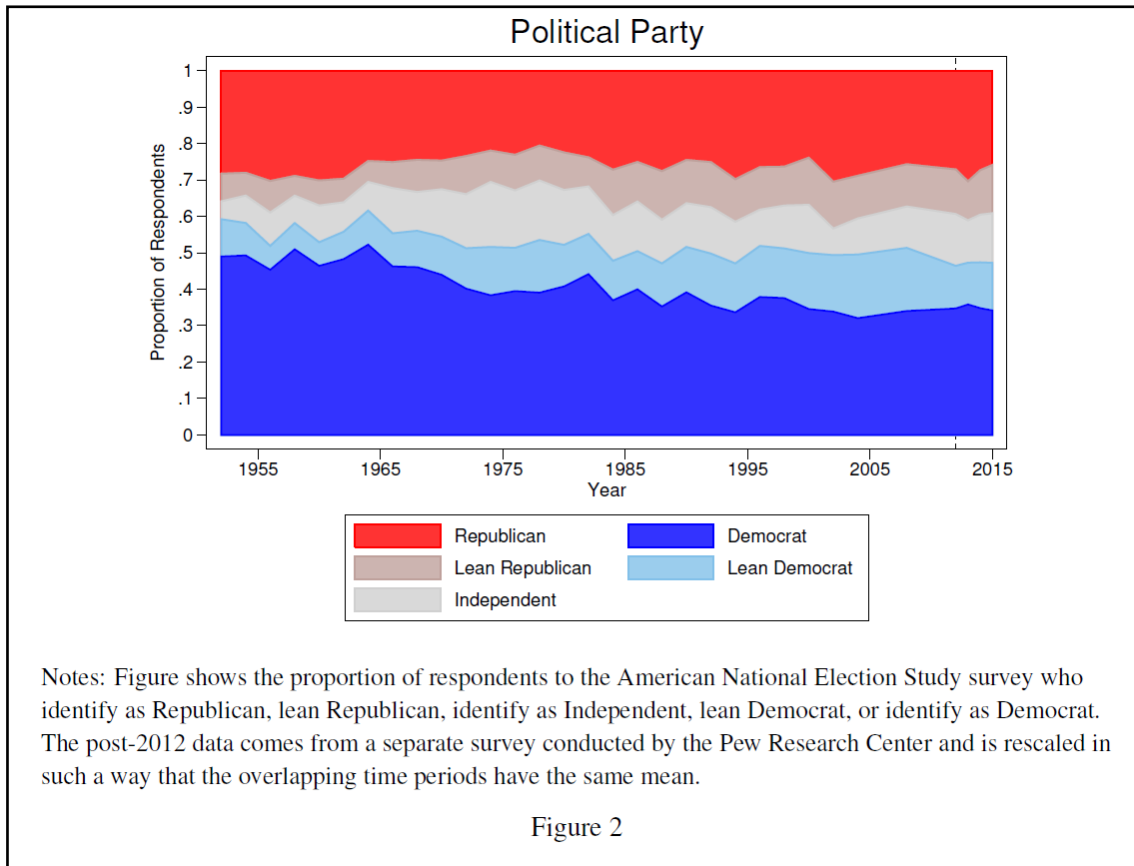 Political Party
Proportion of Respondents
1
.9
.8
.7
.6
.5
.4
.3
.2
.1
0
1955 1965 1975 1985 1995 2005 2015
Year
Republican Democrat
Lean Republican Lean Democrat
Independent
Notes: Figure shows the proportion of respondents to the American National Election Study survey who
identify as Republican, lean Republican, identify as Independent, lean Democrat, or identify as Democrat.
The post-2012 data comes from a separate survey conducted by the Pew Research Center and is rescaled in
such a way that the overlapping time periods have the same mean.
Figure 2